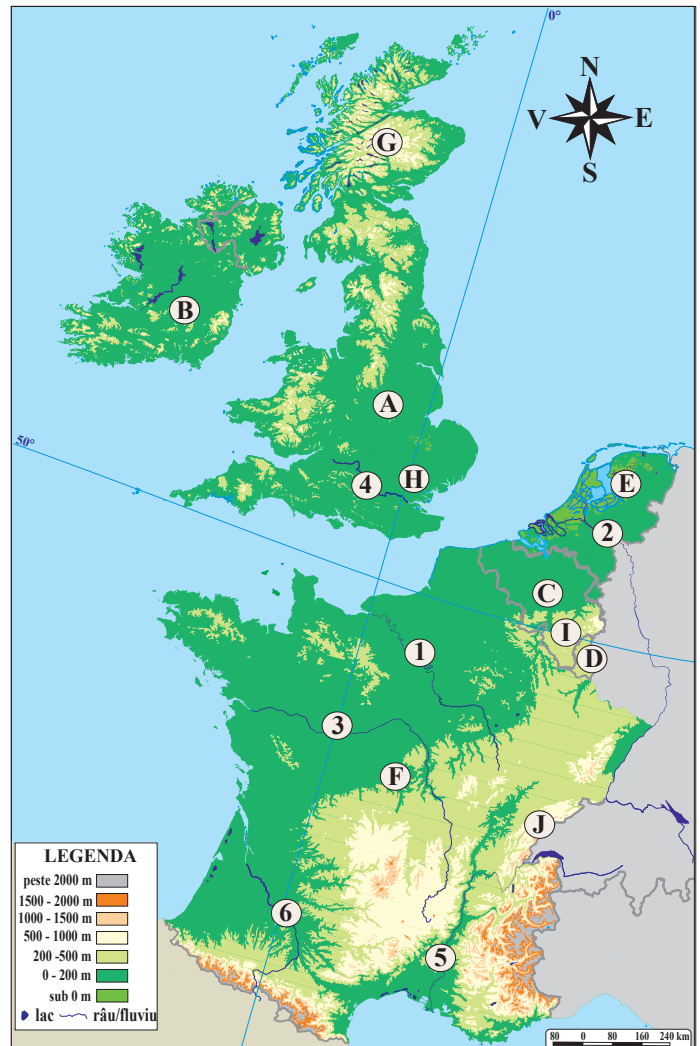 0°
N
V E
S
G
B
A
50°
H
4
E
2
C
I
D
1
3
F
J
6
5
LEGENDA
peste 2000 m
1500 - 2000 m
1000 - 1500 m
500 - 1000 m
200 -500 m
0 - 200 m
sub 0 m
lac râu/fluviu
80 0 80 160 240 km